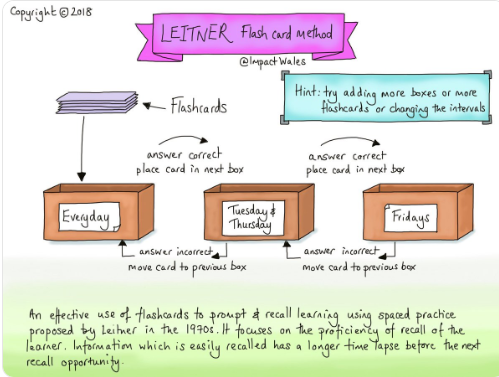 Copyright © 2018
LEITNER Flash card method
@Impact Wales
Hint: try adding more boxes or more
flashcards or changing the intervals
Flashcards
answer correct
place card in next box
answer correct
place card in next box
Everyday
Tuesday &
Thursday
Fridays
answer incorrect
move card to previous box
answer incorrect
move card to previous box
An effective use of flashcards to prompt & recall learning using spaced practice
proposed by Leitner in the 1970s. It focuses on the proficiency of recall of the
learner. Information which is easily recalled has a longer time lapse before the next
recall opportunity.